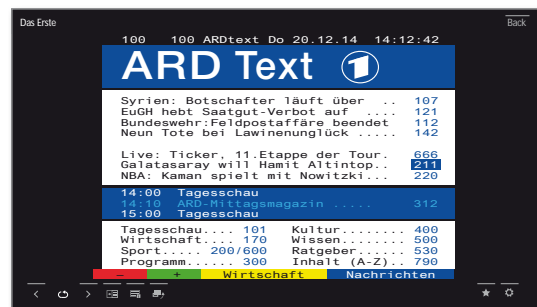 Das Erste
Back
100 100 ARDtext Do 20.12.14 14:12:42
ARD Text 1
Syrien: Botschafter läuft über .. 107
EuGH hebt Saatgut-Verbot auf .... 121
Bundeswehr:Feldpostaffäre beendet 112
Neun Tote bei Lawinenunglück ..... 142
Live: Ticker, 11.Etappe der Tour. 666
Galatasaray will Hamit Altintop.. 211
NBA: Kaman spielt mit Nowitzki... 220
14:00 Tagesschau
14:10 ARD-Mittagsmagazin ..... 312
15:00 Tagesschau
Tagesschau.... 101 Kultur........ 400
Wirtschaft.... 170 Wissen........ 500
Sport..... 200/600 Ratgeber...... 530
Programm...... 300 Inhalt (A-Z).. 790
– + Wirtschaft Nachrichten